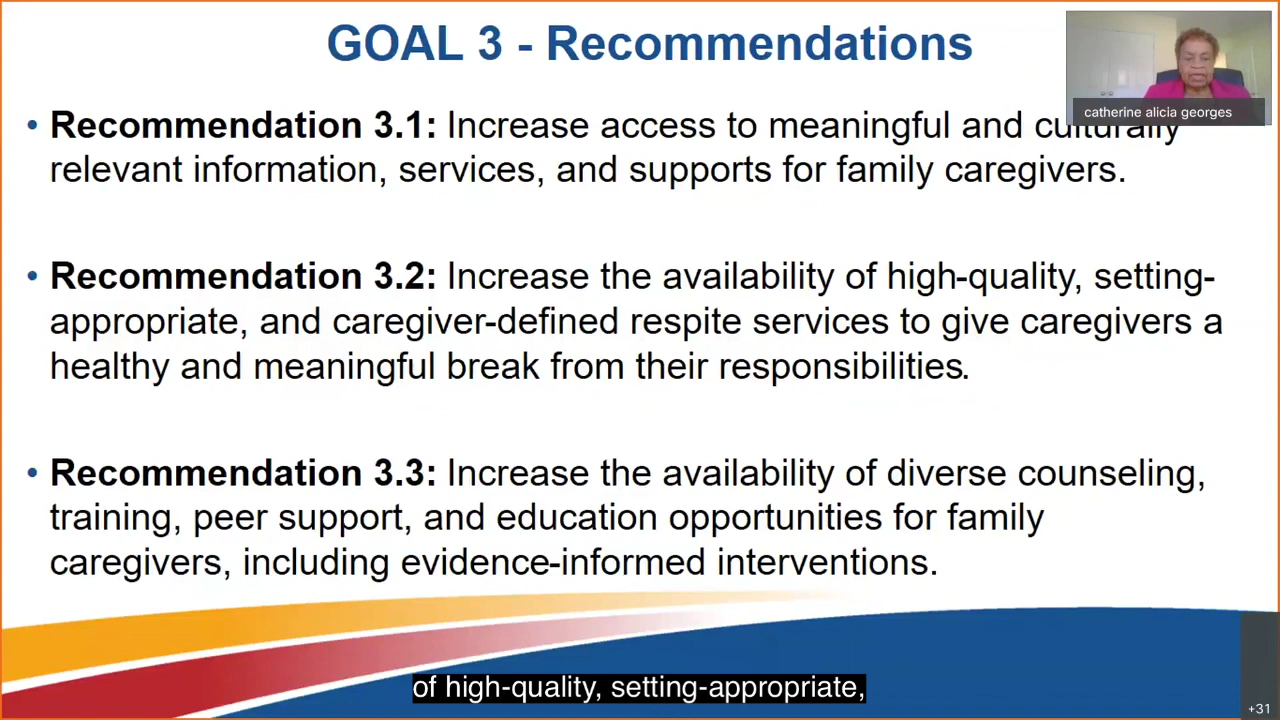 GOAL 3 - Recommendations
catherine alicia georges
• Recommendation 3.1: Increase access to meaningful and culturally
relevant information, services, and supports for family caregivers.
• Recommendation 3.2: Increase the availability of high-quality, setting-
appropriate, and caregiver-defined respite services to give caregivers a
healthy and meaningful break from their responsibilities.
• Recommendation 3.3: Increase the availability of diverse counseling,
training, peer support, and education opportunities for family
caregivers, including evidence-informed interventions.
of high-quality, setting-appropriate,
+31